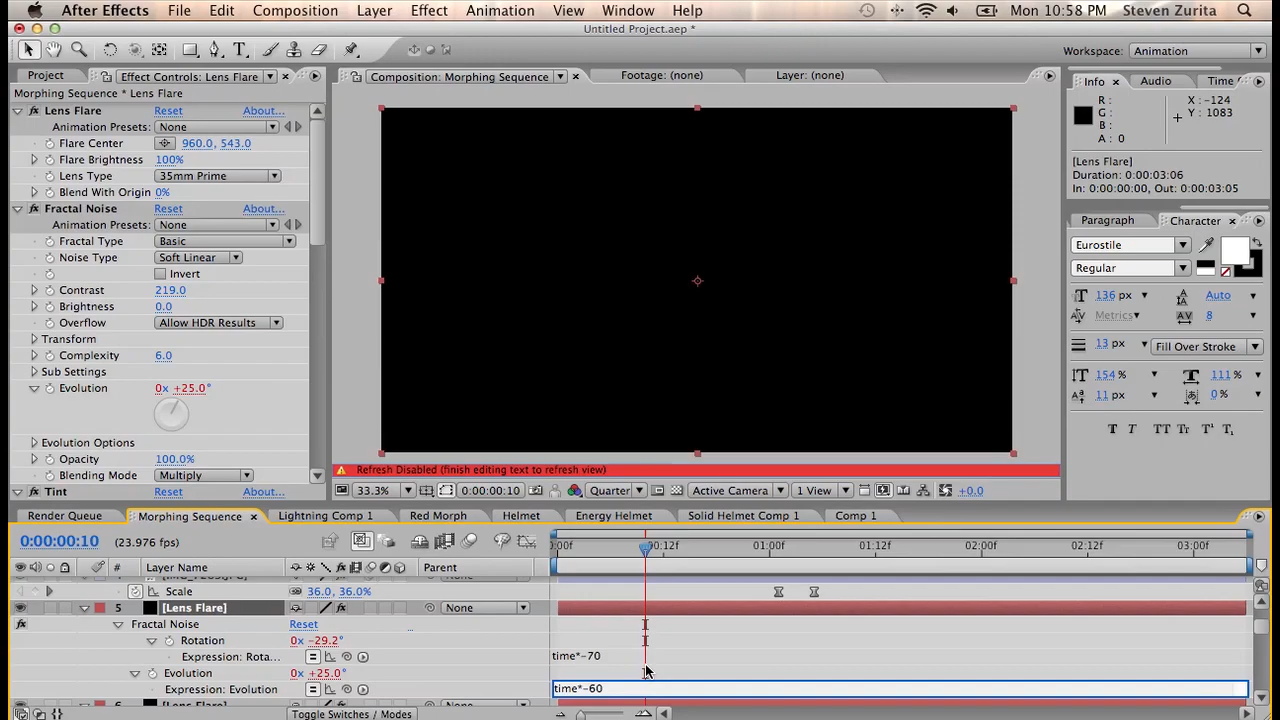 After Effects File Edit Composition Layer Effect Animation View Window Help Mon 10:58 PM Steven Zurita
Untitled Project.aep *
Workspace: Animation
Project Effect Controls: Lens Flare Composition: Morphing Sequence Footage: (none) Layer: (none) Info Audio Time
Morphing Sequence * Lens Flare
fx Lens Flare Reset About...
Animation Presets: None
Flare Center 960.0, 543.0
Flare Brightness 100%
Lens Type 35mm Prime
Blend With Origin 0%
fx Fractal Noise Reset About...
Animation Presets: None
Fractal Type Basic
Noise Type Soft Linear
Invert
Contrast 219.0
Brightness 0.0
Overflow Allow HDR Results
Transform
Complexity 6.0
Sub Settings
Evolution 0x +25.0°
Evolution Options
Opacity 100.0%
Blending Mode Multiply
Tint Reset About...
R : X : -124
G : Y : 1083
B :
A : 0
[Lens Flare]
Duration: 0:00:03:06
In: 0:00:00:00, Out: 0:00:03:05
Paragraph Character
Eurostile
Regular
136 px Auto
Metrics 8
13 px Fill Over Stroke
154 % 111 %
11 px 0 %
T T TT Tr T¹ T₁
Refresh Disabled (finish editing text to refresh view)
33.3% 0:00:00:10 Quarter Active Camera 1 View +0.0
Render Queue Morphing Sequence Lightning Comp 1 Red Morph Helmet Energy Helmet Solid Helmet Comp 1 Comp 1
0:00:00:10 (23.976 fps)
0:00f 00:12f 01:00f 01:12f 02:00f 02:12f 03:00f
# Layer Name Parent
Scale 36.0, 36.0%
5 [Lens Flare] None
Fractal Noise Reset
Rotation 0x -29.2°
Expression: Rota... time*-70
Evolution 0x +25.0°
Expression: Evolution time*-60
Toggle Switches / Modes